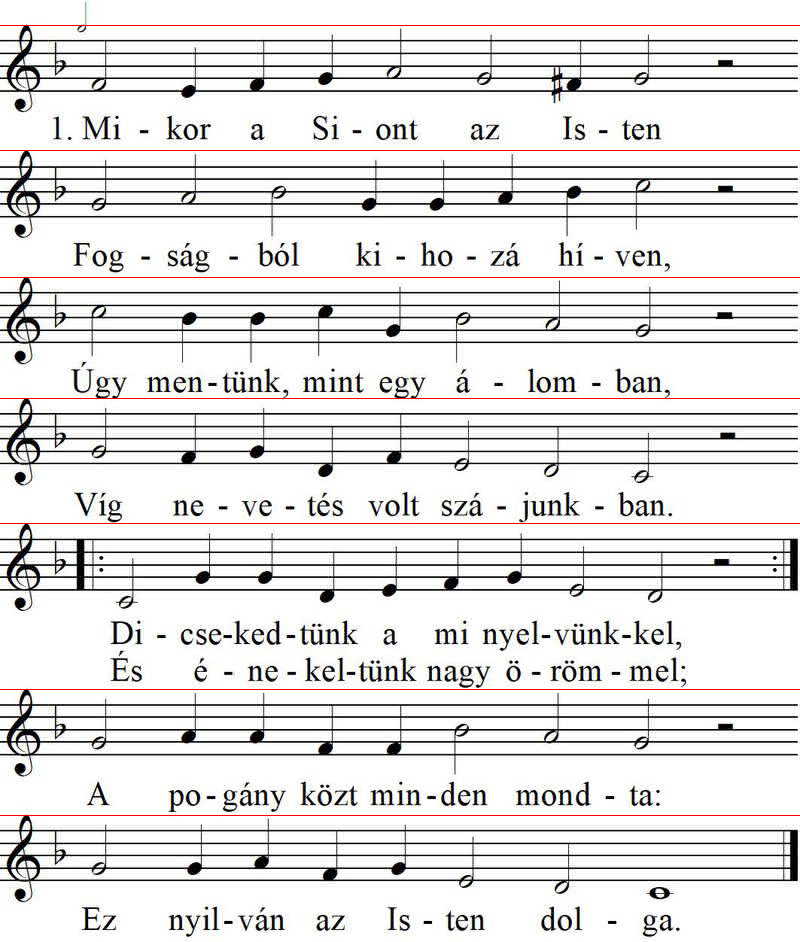 1. Mi - kor a Si - ont az Is - ten
Fog - ság - ból ki - ho - zá hí - ven,
Úgy men - tünk, mint egy á - lom - ban,
Víg ne - ve - tés volt szá - junk - ban.
Di - cse - ked - tünk a mi nyel - vünk - kel,
És é - ne - kel - tünk nagy ö - röm - mel;
A po - gány közt min - den mond - ta:
Ez nyil - ván az Is - ten dol - ga.